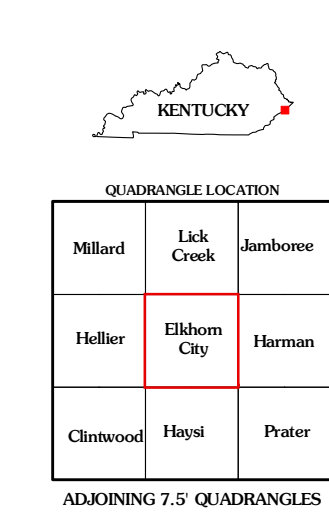 KENTUCKY
QUADRANGLE LOCATION
Millard
Lick
Creek
Jamboree
Hellier
Elkhorn
City
Harman
Clintwood
Haysi
Prater
ADJOINING 7.5' QUADRANGLES